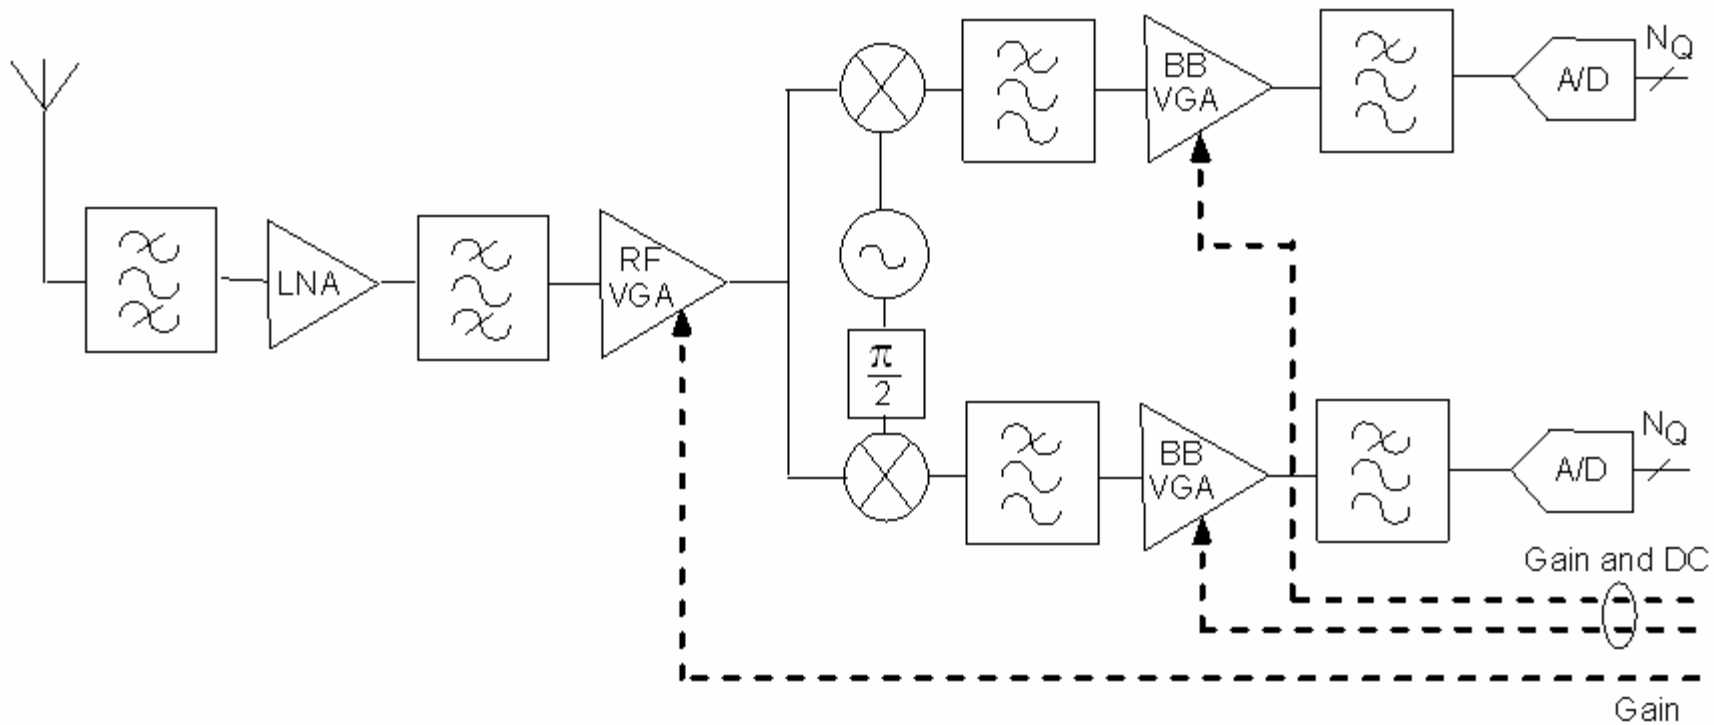 BB
VGA
A/D
N_Q
LNA
RF
VGA
π
2
BB
VGA
A/D
N_Q
Gain and DC
Gain